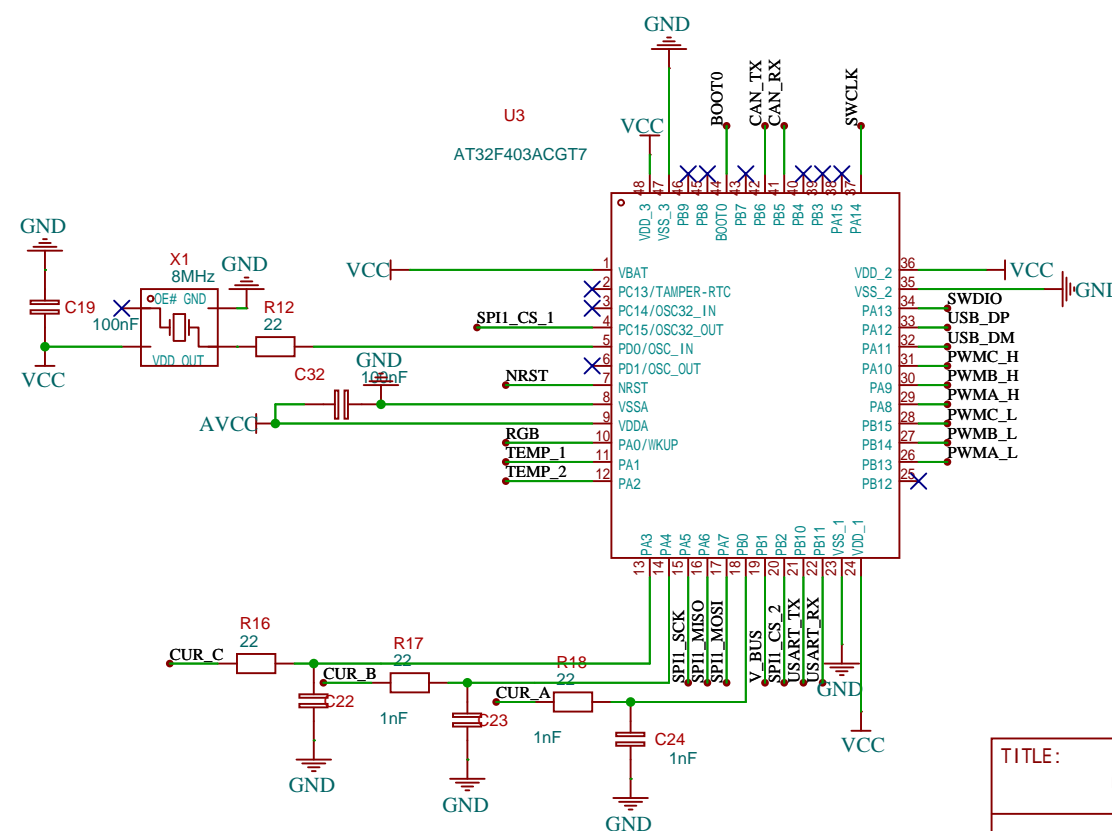 GND
U3
AT32F403ACGT7
VCC
BOOT0
CAN_TX
CAN_RX
SWCLK
48
47
46
45
44
43
42
41
40
39
38
37
VDD_3
VSS_3
PB9
PB8
BOOT0
PB7
PB6
PB5
PB4
PB3
PA15
PA14
GND
C19
100nF
VCC
X1
8MHz
OE# GND
VDD OUT
GND
R12
22
VCC
SPI1_CS_1
C32
GND
100nF
NRST
AVCC
RGB
TEMP_1
TEMP_2
1 VBAT
2 PC13/TAMPER-RTC
3 PC14/OSC32_IN
4 PC15/OSC32_OUT
5 PD0/OSC_IN
6 PD1/OSC_OUT
7 NRST
8 VSSA
9 VDDA
10 PA0/WKUP
11 PA1
12 PA2
VDD_2 36 VCC
VSS_2 35 GND
PA13 34 SWDIO
PA12 33 USB_DP
PA11 32 USB_DM
PA10 31 PWMC_H
PA9 30 PWMB_H
PA8 29 PWMA_H
PB15 28 PWMC_L
PB14 27 PWMB_L
PB13 26 PWMA_L
PB12 25
PA3
PA4
PA5
PA6
PA7
PB0
PB1
PB2
PB10
PB11
VSS_1
VDD_1
13
14
15
16
17
18
19
20
21
22
23
24
SPI1_SCK
SPI1_MISO
SPI1_MOSI
V_BUS
SPI1_CS_2
USART_TX
USART_RX
GND
VCC
CUR_C
R16
22
C22
1nF
GND
CUR_B
R17
22
C23
1nF
GND
CUR_A
R18
22
C24
1nF
GND
TITLE: